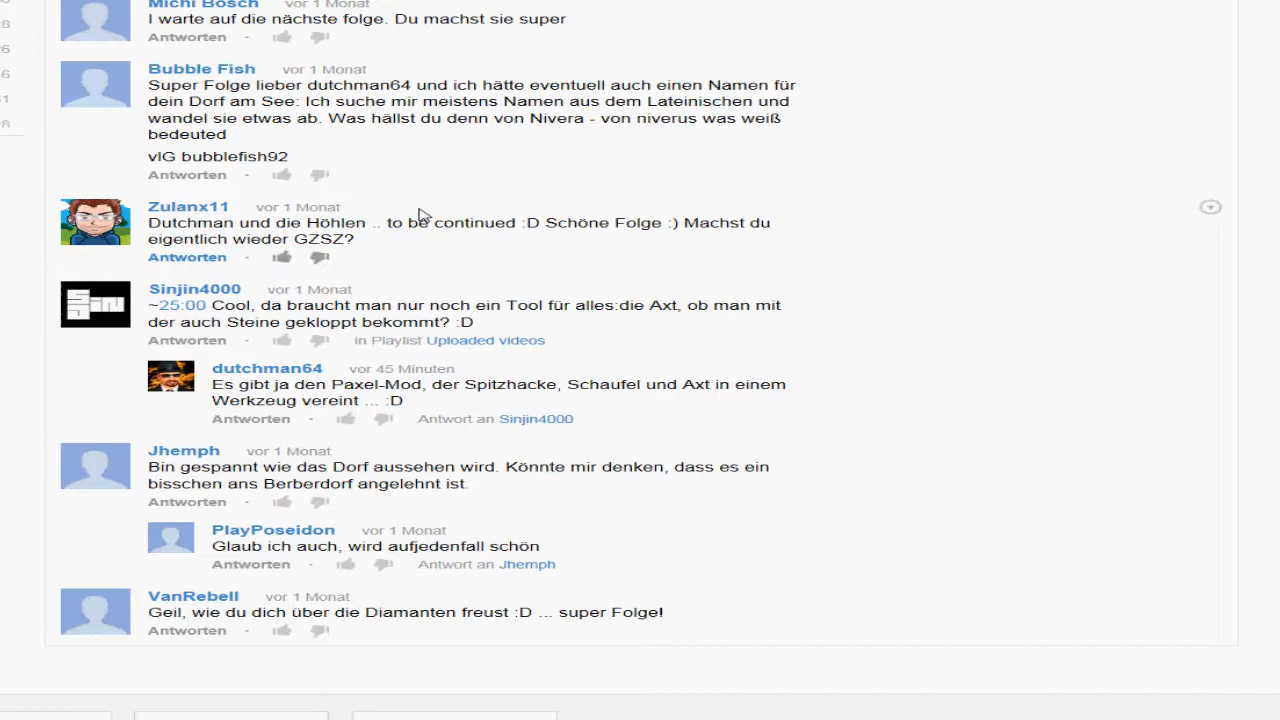 Michi Bosch vor 1 Monat
I warte auf die nächste folge. Du machst sie super
Antworten -
Bubble Fish vor 1 Monat
Super Folge lieber dutchman64 und ich hätte eventuell auch einen Namen für
dein Dorf am See: Ich suche mir meistens Namen aus dem Lateinischen und
wandel sie etwas ab. Was hällst du denn von Nivera - von niverus was weiß
bedeuted
vlG bubblefish92
Antworten -
Zulanx11 vor 1 Monat
Dutchman und die Höhlen .. to be continued :D Schöne Folge :) Machst du
eigentlich wieder GZSZ?
Antworten -
Sinjin4000 vor 1 Monat
~25:00 Cool, da braucht man nur noch ein Tool für alles:die Axt, ob man mit
der auch Steine gekloppt bekommt? :D
Antworten - in Playlist Uploaded videos
dutchman64 vor 45 Minuten
Es gibt ja den Paxel-Mod, der Spitzhacke, Schaufel und Axt in einem
Werkzeug vereint ... :D
Antworten - Antwort an Sinjin4000
Jhemph vor 1 Monat
Bin gespannt wie das Dorf aussehen wird. Könnte mir denken, dass es ein
bisschen ans Berberdorf angelehnt ist.
Antworten -
PlayPoseidon vor 1 Monat
Glaub ich auch, wird aufjedenfall schön
Antworten - Antwort an Jhemph
VanRebell vor 1 Monat
Geil, wie du dich über die Diamanten freust :D ... super Folge!
Antworten -